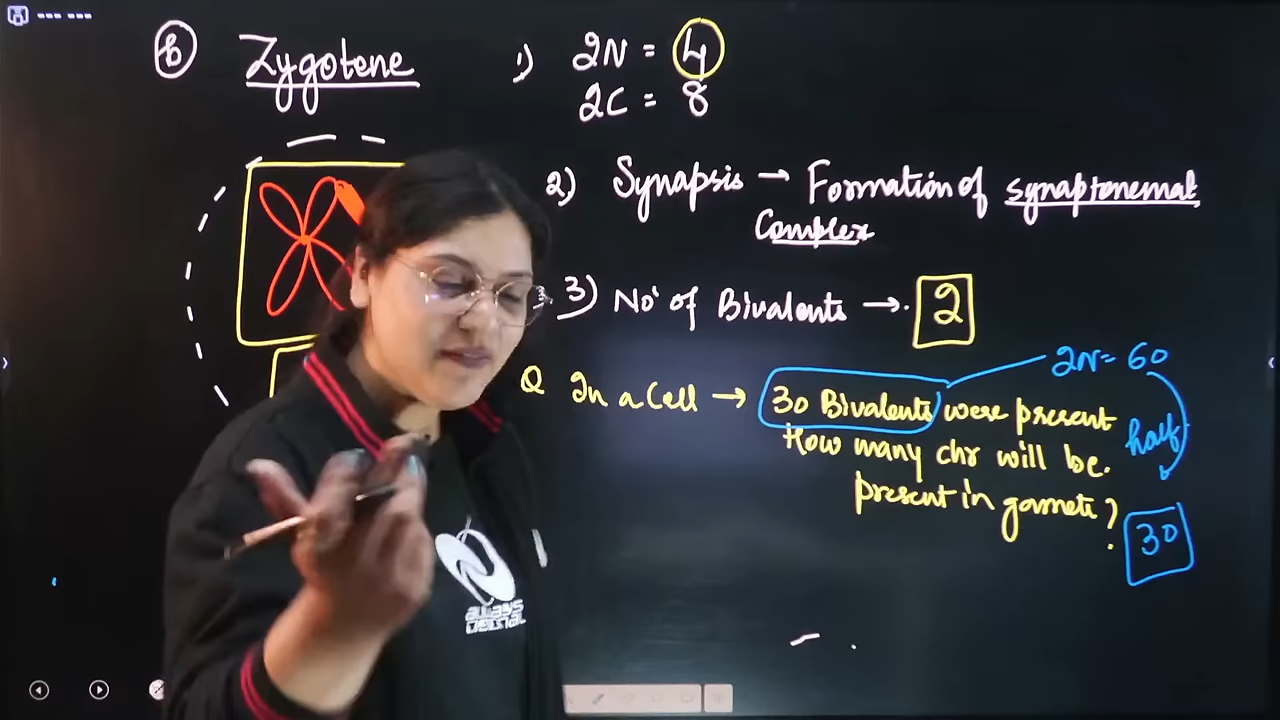 b Zygotene
1) 2N = 4
2C = 8
2) Synapsis → Formation of synaptonemal
Complex
3) No. of Bivalents → 2
2N = 60
Q In a Cell → 30 Bivalents were present
half
How many chr will be.
present in gamete ?
30